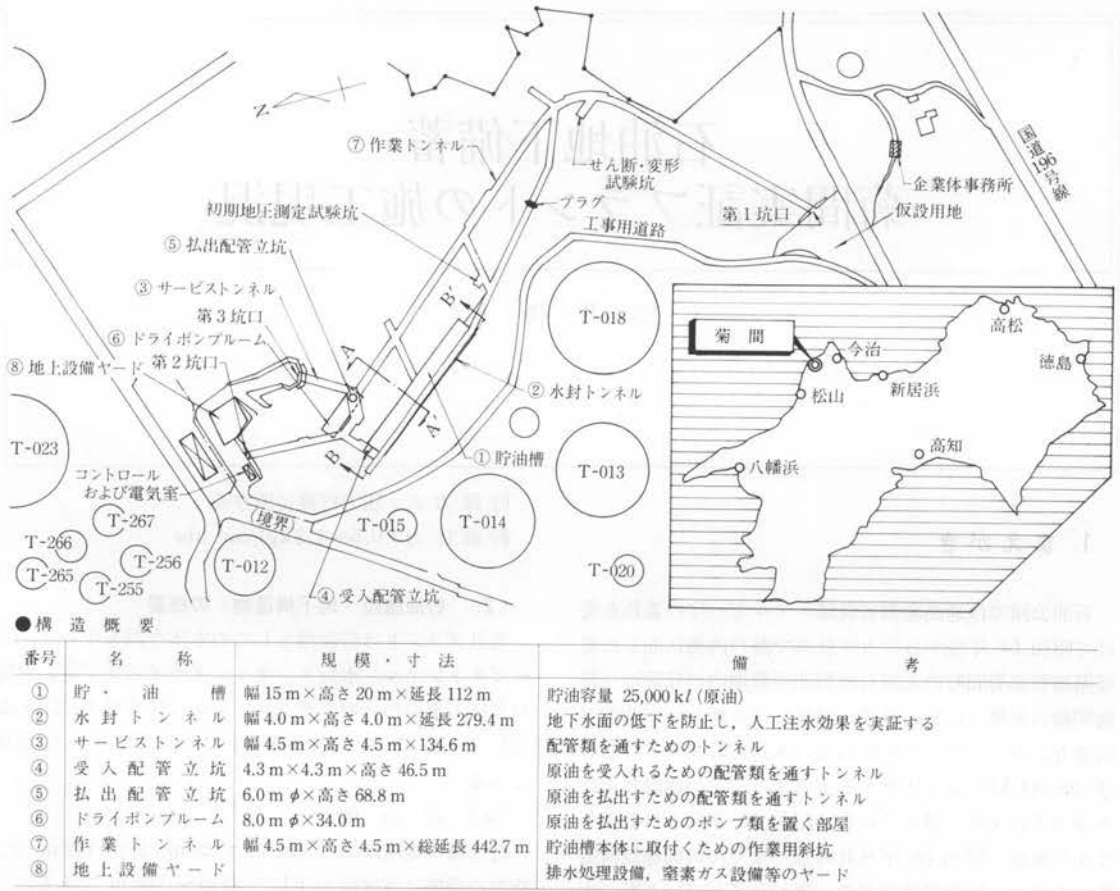 N
⑦ 作業トンネル
せん断・変形
試験坑
初期地圧測定試験坑
プラグ
第1坑口
工事用道路
企業体事務所
仮設用地
国道196号線
⑤ 払出配管立坑
③ サービストンネル
第3坑口
⑥ ドライポンプルーム
第2坑口
⑧ 地上設備ヤード
B′
A
A′
B
② 水封トンネル
① 貯油槽
④ 受入配管立坑
コントロール
および電気室
(境界)
T-018
T-013
T-014
T-015
T-020
T-012
T-023
T-267
T-266
T-256
T-265
T-255
菊間
高松
今治
徳島
新居浜
松山
高知
八幡浜
●構造概要
番号 名称 規模・寸法 備考
① 貯・油槽 幅15m×高さ20m×延長112m 貯油容量 25,000kl(原油)
② 水封トンネル 幅4.0m×高さ4.0m×延長279.4m 地下水面の低下を防止し,人工注水効果を実証する
③ サービストンネル 幅4.5m×高さ4.5m×134.6m 配管類を通すためのトンネル
④ 受入配管立坑 4.3m×4.3m×高さ46.5m 原油を受入れるための配管類を通すトンネル
⑤ 払出配管立坑 6.0mφ×高さ68.8m 原油を払出すための配管類を通すトンネル
⑥ ドライポンプルーム 8.0mφ×34.0m 原油を払出すためのポンプ類を置く部屋
⑦ 作業トンネル 幅4.5m×高さ4.5m×総延長442.7m 貯油槽本体に取付くための作業用斜坑
⑧ 地上設備ヤード 排水処理設備,窒素ガス設備等のヤード